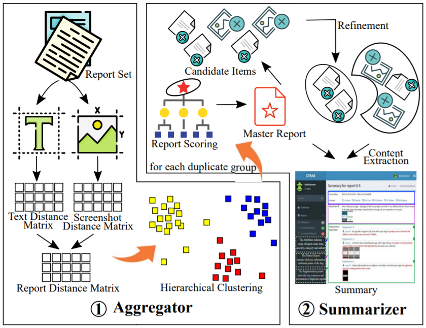 Report Set
T
X
Y
Text Distance
Matrix
Screenshot
Distance Matrix
Report Distance Matrix
Hierarchical Clustering
① Aggregator
Candidate Items
Refinement
Report Scoring
Master Report
for each duplicate group
Content
Extraction
Summary
② Summarizer